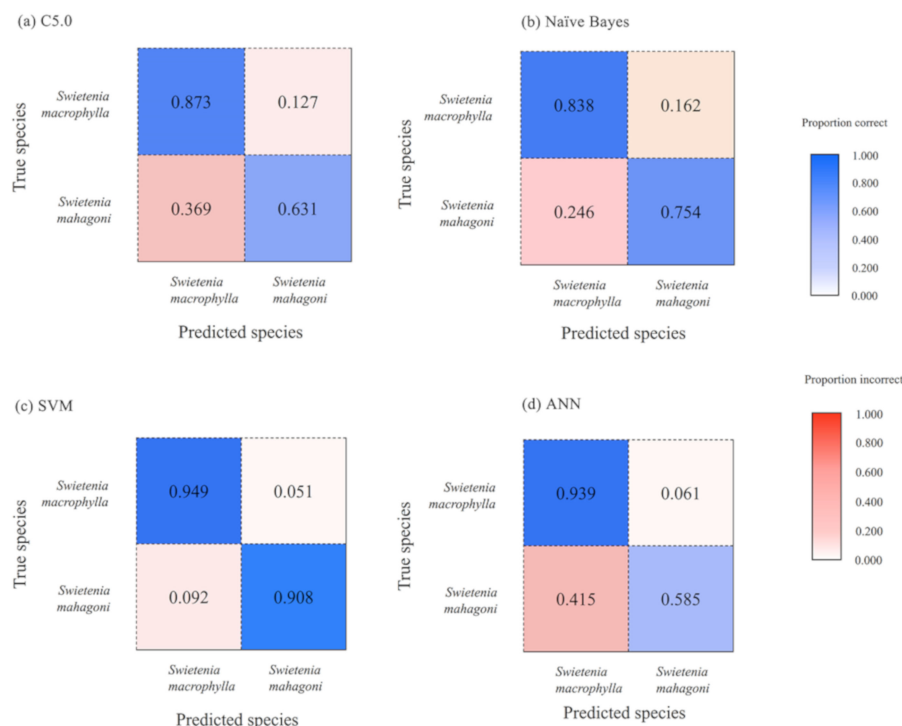 (a) C5.0
True species
Swietenia
macrophylla
0.873
0.127
Swietenia
mahagoni
0.369
0.631
Swietenia
macrophylla
Swietenia
mahagoni
Predicted species
(b) Naïve Bayes
True species
Swietenia
macrophylla
0.838
0.162
Swietenia
mahagoni
0.246
0.754
Swietenia
macrophylla
Swietenia
mahagoni
Predicted species
Proportion correct
1.000
0.800
0.600
0.400
0.200
0.000
(c) SVM
True species
Swietenia
macrophylla
0.949
0.051
Swietenia
mahagoni
0.092
0.908
Swietenia
macrophylla
Swietenia
mahagoni
Predicted species
(d) ANN
True species
Swietenia
macrophylla
0.939
0.061
Swietenia
mahagoni
0.415
0.585
Swietenia
macrophylla
Swietenia
mahagoni
Predicted species
Proportion incorrect
1.000
0.800
0.600
0.400
0.200
0.000